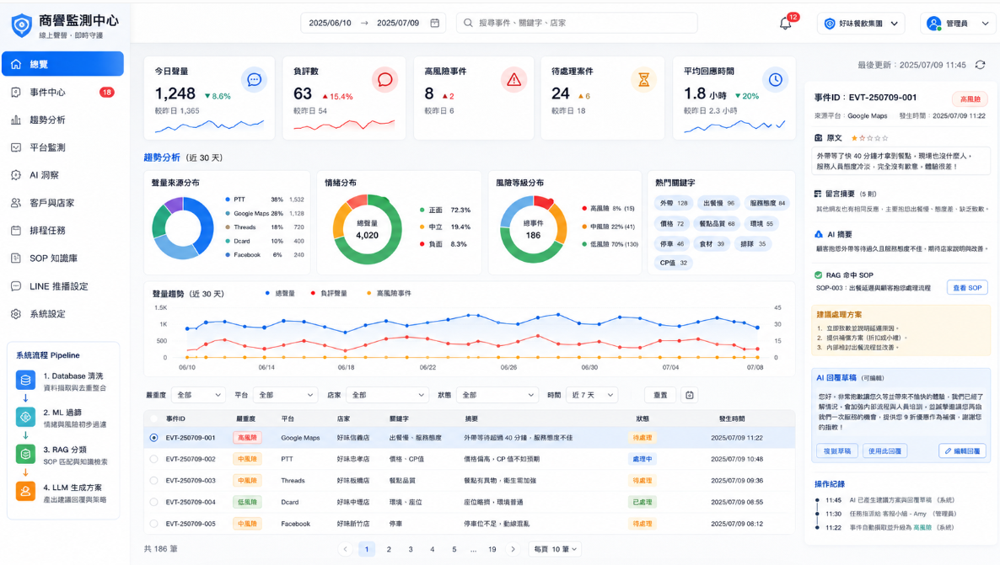 商譽監測中心
線上聲譽・即時守護
2025/06/10 → 2025/07/09
搜尋事件、關鍵字、店家
12
好味餐飲集團
管理員
總覽
事件中心 18
趨勢分析
平台監測
AI 洞察
客戶與店家
排程任務
SOP 知識庫
LINE 推播設定
系統設定
系統流程 Pipeline
1. Database 清洗
資料擷取與去重整合
2. ML 過篩
情緒與風險初步過濾
3. RAG 分類
SOP 匹配與知識檢索
4. LLM 生成方案
產出建議回覆與策略
今日聲量
1,248 ▼8.6%
較昨日 1,365
負評數
63 ▲15.4%
較昨日 54
高風險事件
8 ▲2
較昨日 6
待處理案件
24 ▲6
較昨日 18
平均回應時間
1.8 小時 ▼20%
較昨日 2.3 小時
趨勢分析 (近 30 天)
聲量來源分布
PTT 38% 1,532
Google Maps 28% 1,128
Threads 18% 720
Dcard 10% 400
Facebook 6% 240
情緒分布
總聲量
4,020
正面 72.3%
中立 19.4%
負面 8.3%
風險等級分布
總事件
186
高風險 8% (15)
中風險 22% (41)
低風險 70% (130)
熱門關鍵字
外帶 128 出餐慢 96 服務態度 84
價格 72 餐點品質 68 環境 55
停車 46 食材 39 排隊 35
CP值 32
聲量趨勢 (近 30 天) 總聲量 負評聲量 高風險事件
1.5K 45
1K 30
500 15
0 0
06/10 06/14 06/18 06/22 06/26 06/30 07/04 07/08
嚴重度 全部 平台 全部 店家 全部 狀態 全部 時間 近 7 天 重置
事件ID 嚴重度 平台 店家 關鍵字 摘要 狀態 發生時間
EVT-250709-001 高風險 Google Maps 好味信義店 出餐慢、服務態度 外帶等待超過 40 分鐘，服務態度不佳 待處理 2025/07/09 11:22
EVT-250709-002 中風險 PTT 好味忠孝店 價格、CP值 價格偏高，CP 值不如預期 處理中 2025/07/09 10:48
EVT-250709-003 中風險 Threads 好味板橋店 餐點品質 餐點有異物，衛生需加強 待處理 2025/07/09 09:36
EVT-250709-004 低風險 Dcard 好味中壢店 環境、座位 座位略擠，環境普通 已處理 2025/07/09 08:55
EVT-250709-005 中風險 Facebook 好味新竹店 停車 停車位不足，動線混亂 待處理 2025/07/09 08:12
共 186 筆
1 2 3 4 5 ... 19
每頁 10 筆
最後更新：2025/07/09 11:45
事件ID：EVT-250709-001 高風險
來源平台：Google Maps 發生時間：2025/07/09 11:22
原文 ★☆☆☆☆
外帶等了快 40 分鐘才拿到餐點，現場也沒什麼人，
服務人員態度冷淡，完全沒有歉意，體驗很差！
留言摘要 (5 則)
其他網友也有相同反應，主要抱怨出餐慢、態度差、缺乏致歉。
AI 摘要
顧客抱怨外帶等待過久且服務態度不佳，期待店家說明與改善。
RAG 命中 SOP
SOP-003：出餐延遲與顧客抱怨處理流程 查看 SOP
建議處理方案
1. 立即致歉並說明延遲原因。
2. 提供補償方案 (折扣或小禮)。
3. 內部檢討出餐流程並改善。
AI 回覆草稿 (可編輯)
您好，非常抱歉讓您久等並帶來不愉快的體驗，我們已經了
解情況，會加強內部流程與人員培訓，並誠摯邀請您再給
我們一次服務的機會，提供您 9 折優惠作為補償，謝謝您
的指教！
複製草稿 使用此回覆 編輯回覆
操作紀錄
11:45 AI 已產生建議方案與回覆草稿 (系統)
11:30 任務指派給 客服小組 - Amy (管理員)
11:22 事件自動擷取並升級為 高風險 (系統)